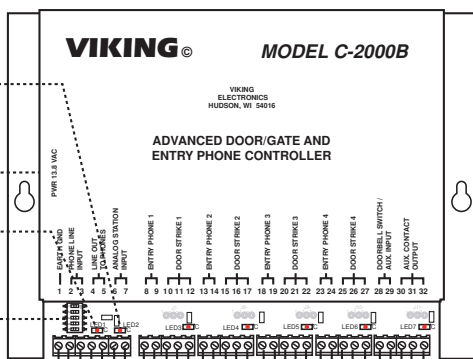 VIKING©
MODEL C-2000B
VIKING
ELECTRONICS
HUDSON, WI 54016
ADVANCED DOOR/GATE AND
ENTRY PHONE CONTROLLER
PWR 13.8 VAC
EARTH GND
PHONE LINE
INPUT
LINE OUT
TO PHONES
ANALOG STATION
INPUT
ENTRY PHONE 1
DOOR STRIKE 1
ENTRY PHONE 2
DOOR STRIKE 2
ENTRY PHONE 3
DOOR STRIKE 3
ENTRY PHONE 4
DOOR STRIKE 4
DOORBELL SWITCH /
AUX. INPUT
AUX. CONTACT
OUTPUT
1 2 3 4 5 6 7 8 9 10 11 12 13 14 15 16 17 18 19 20 21 22 23 24 25 26 27 28 29 30 31 32
LED1 C LED2 C LED3 C LED4 C LED5 C LED6 C LED7 C